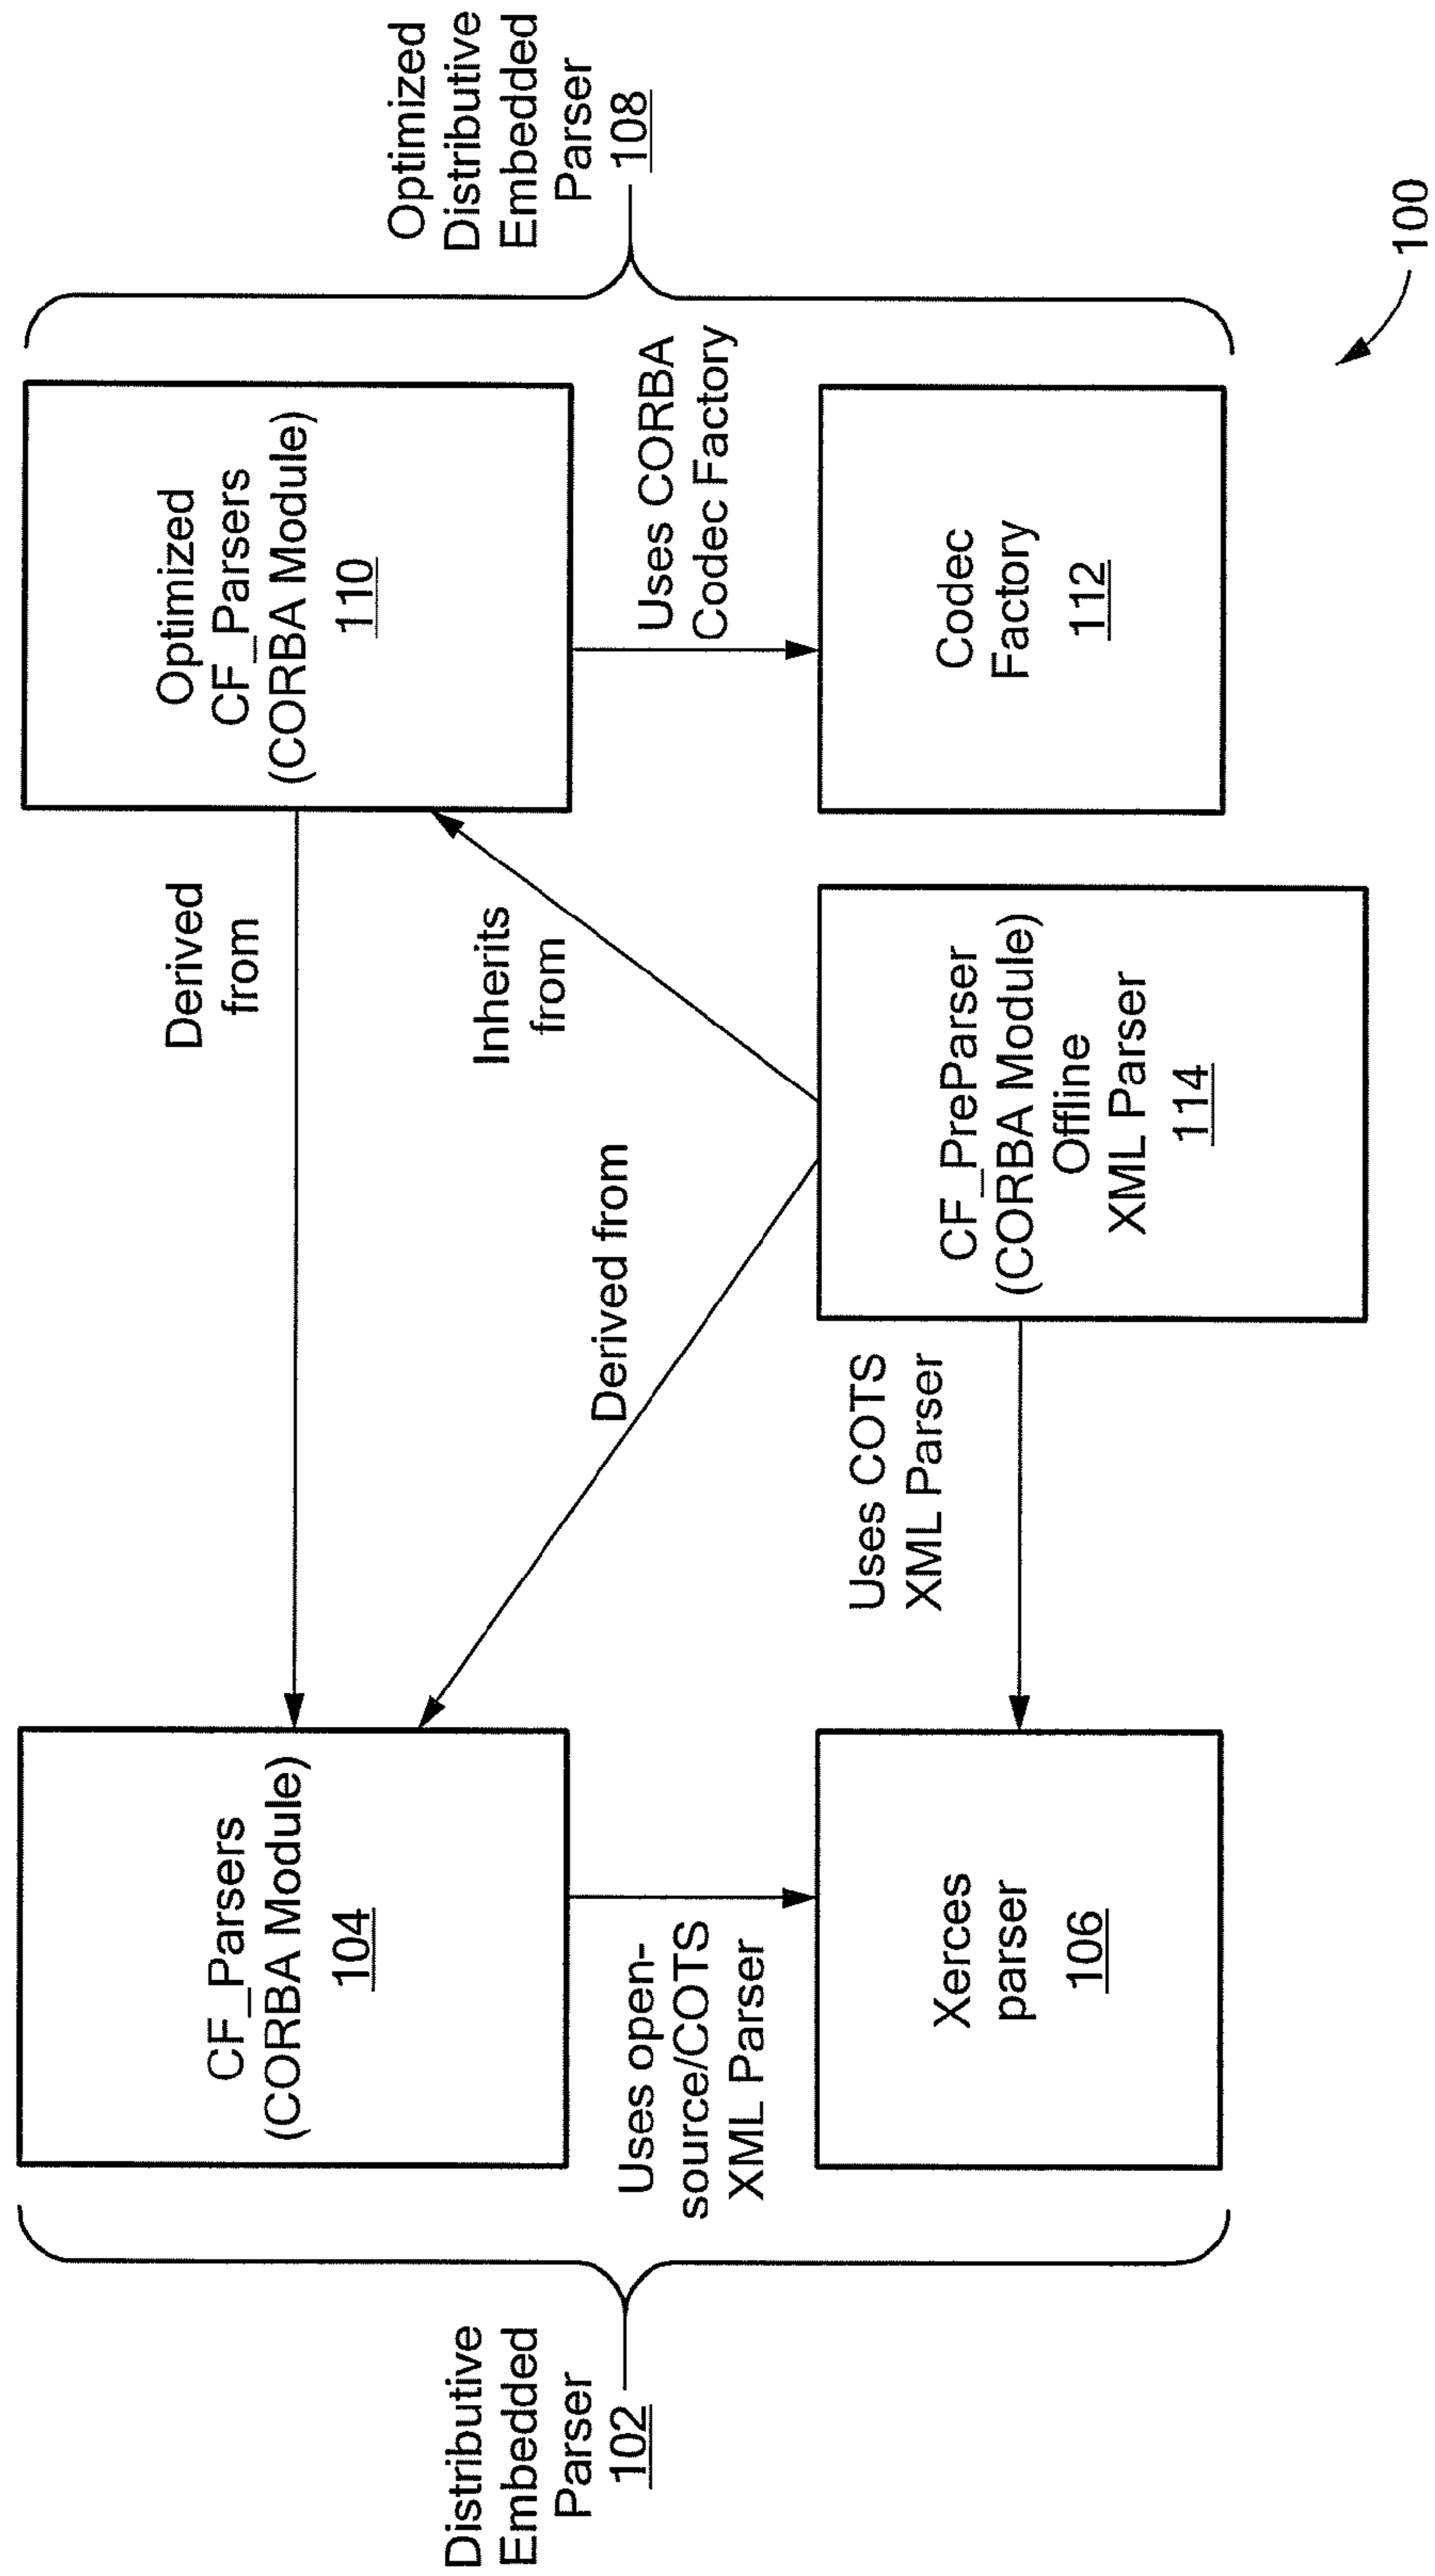 Distributive
Embedded
Parser
102
CF_Parsers
(CORBA Module)
104
Uses open-
source/COTS
XML Parser
Xerces
parser
106
Derived
from
Inherits
from
Derived from
Uses COTS
XML Parser
CF_PreParser
(CORBA Module)
Offline
XML Parser
114
Optimized
CF_Parsers
(CORBA Module)
110
Uses CORBA
Codec Factory
Codec
Factory
112
Optimized
Distributive
Embedded
Parser
108
100